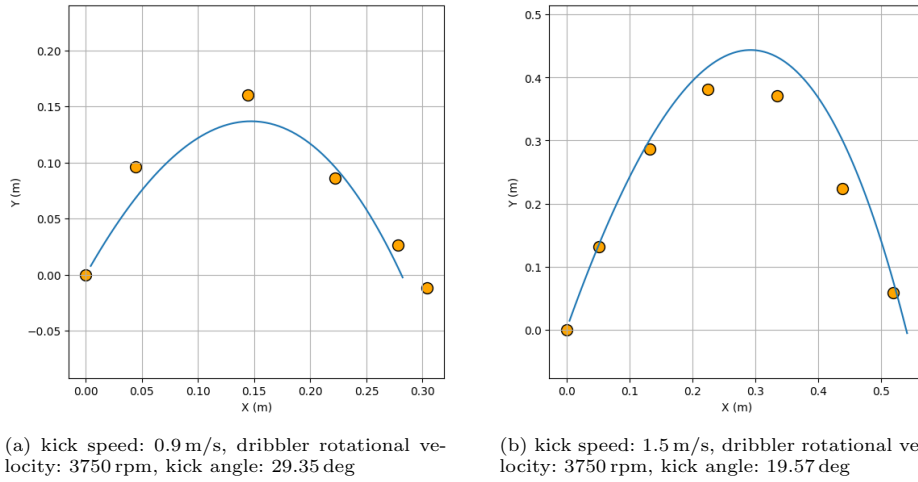 0.20
0.15
0.10
0.05
0.00
−0.05
Y (m)
0.00 0.05 0.10 0.15 0.20 0.25 0.30
X (m)
0.5
0.4
0.3
0.2
0.1
0.0
Y (m)
0.0 0.1 0.2 0.3 0.4 0.5
X (m)
(a) kick speed: 0.9 m/s, dribbler rotational ve-
locity: 3750 rpm, kick angle: 29.35 deg
(b) kick speed: 1.5 m/s, dribbler rotational ve-
locity: 3750 rpm, kick angle: 19.57 deg